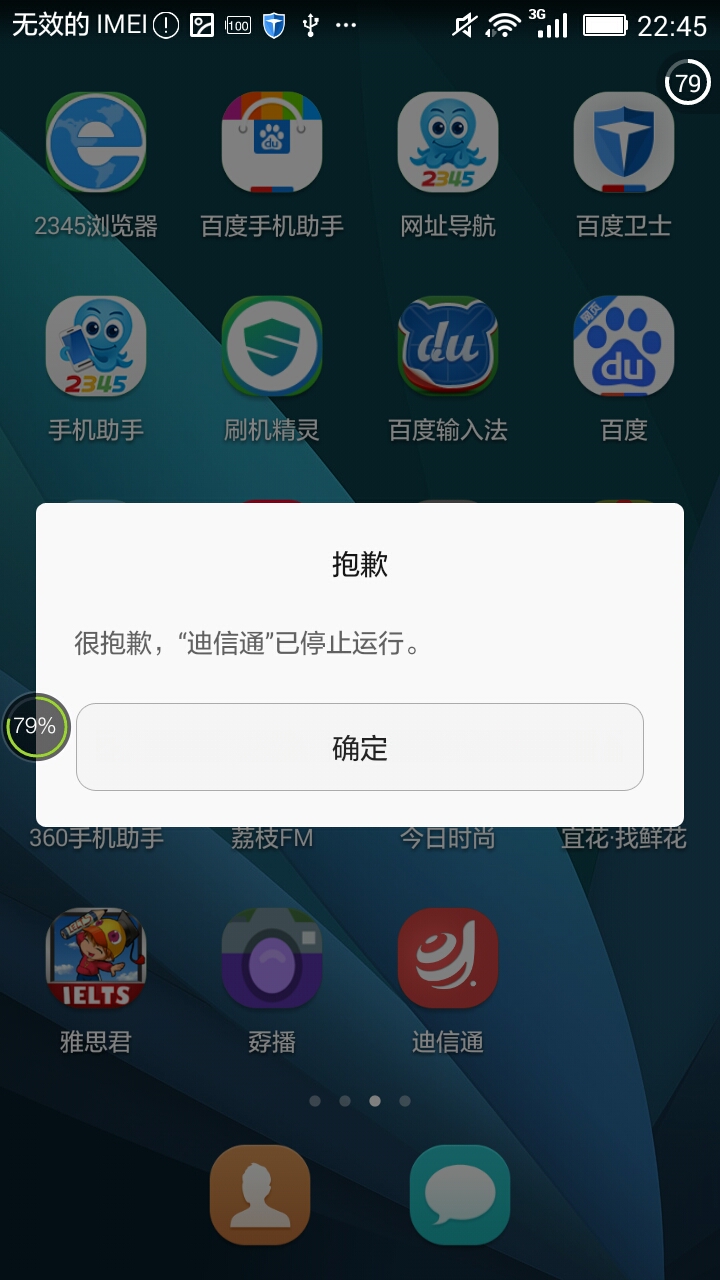 无效的 IMEI 100 3G 22:45
79
du 2345
2345浏览器 百度手机助手 网址导航 百度卫士
网页
2345 du du
手机助手 刷机精灵 百度输入法 百度
抱歉
很抱歉，“迪信通”已停止运行。
79%
确定
360手机助手 荔枝FM 今日时尚 宜花·找鲜花
IELTS
雅思君 孬播 迪信通